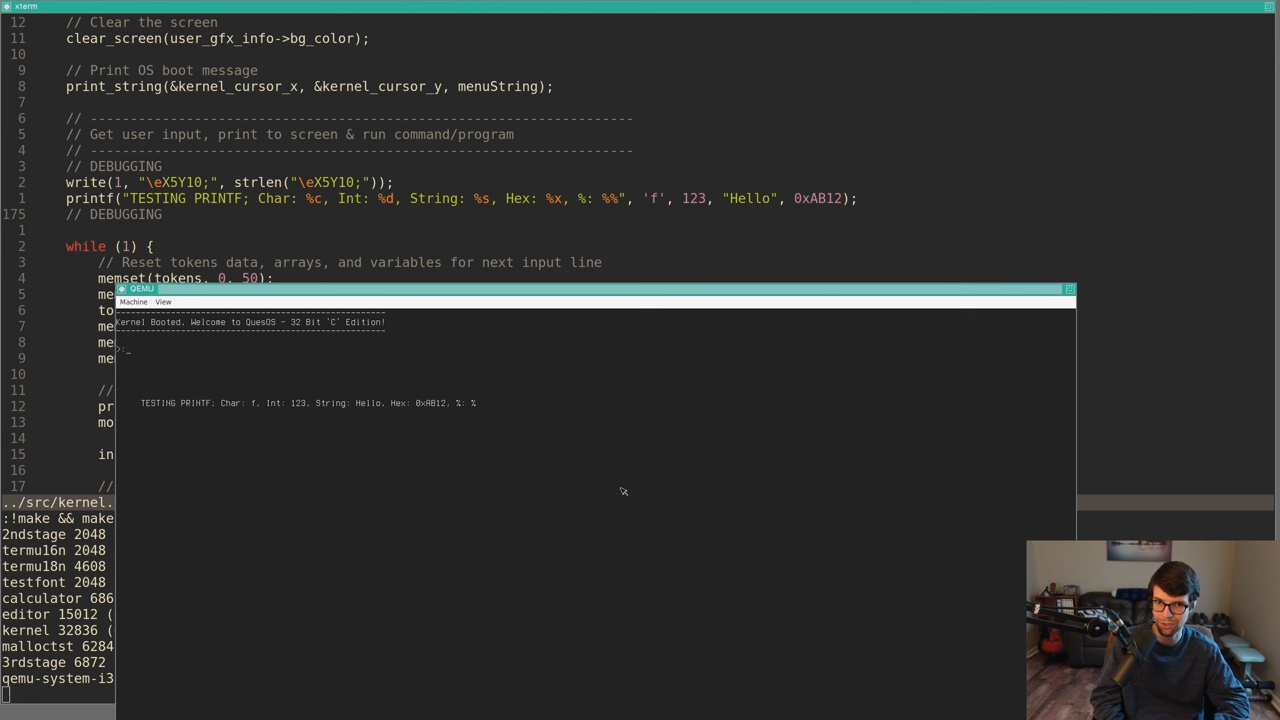 xterm
12 // Clear the screen
11 clear_screen(user_gfx_info->bg_color);
10
9 // Print OS boot message
8 print_string(&kernel_cursor_x, &kernel_cursor_y, menuString);
7
6 // --------------------------------------------------------------------
5 // Get user input, print to screen & run command/program
4 // --------------------------------------------------------------------
3 // DEBUGGING
2 write(1, "\eX5Y10;", strlen("\eX5Y10;"));
1 printf("TESTING PRINTF; Char: %c, Int: %d, String: %s, Hex: %x, %: %%", 'f', 123, "Hello", 0xAB12);
175 // DEBUGGING
1
2 while (1) {
3 // Reset tokens data, arrays, and variables for next input line
4 memset(tokens, 0, 50);
5 me
6 to
7 me
8 me
9 me
10
11 //
12 pr
13 mo
14
15 in
16
17 //
../src/kernel.
:!make && make
2ndstage 2048
termu16n 2048
termu18n 4608
testfont 2048
calculator 686
editor 15012 (
kernel 32836 (
malloctst 6284
3rdstage 6872
qemu-system-i3
QEMU
Machine View
------------------------------------------------------
Kernel Booted, Welcome to QuesOS - 32 Bit 'C' Edition!
------------------------------------------------------
>:_
TESTING PRINTF; Char: f, Int: 123, String: Hello, Hex: 0xAB12, %: %